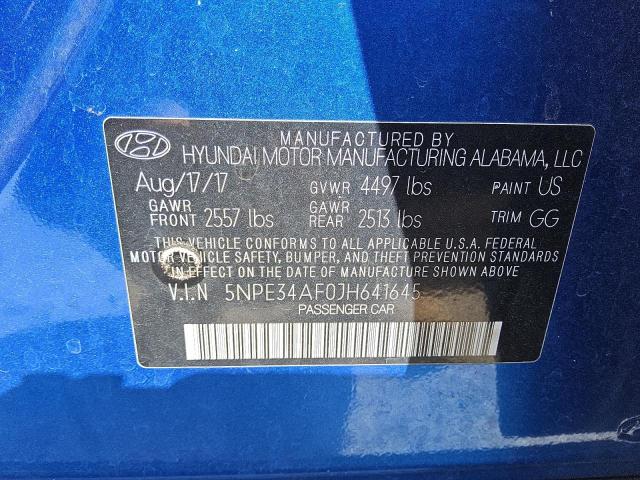 MANUFACTURED BY
HYUNDAI MOTOR MANUFACTURING ALABAMA, LLC
Aug/17/17 GVWR 4497 lbs PAINT US
GAWR FRONT 2557 lbs GAWR REAR 2513 lbs TRIM GG
THIS VEHICLE CONFORMS TO ALL APPLICABLE U.S.A. FEDERAL
MOTOR VEHICLE SAFETY, BUMPER, AND THEFT PREVENTION STANDARDS
IN EFFECT ON THE DATE OF MANUFACTURE SHOWN ABOVE.
V.I.N 5NPE34AF0JH641645
PASSENGER CAR